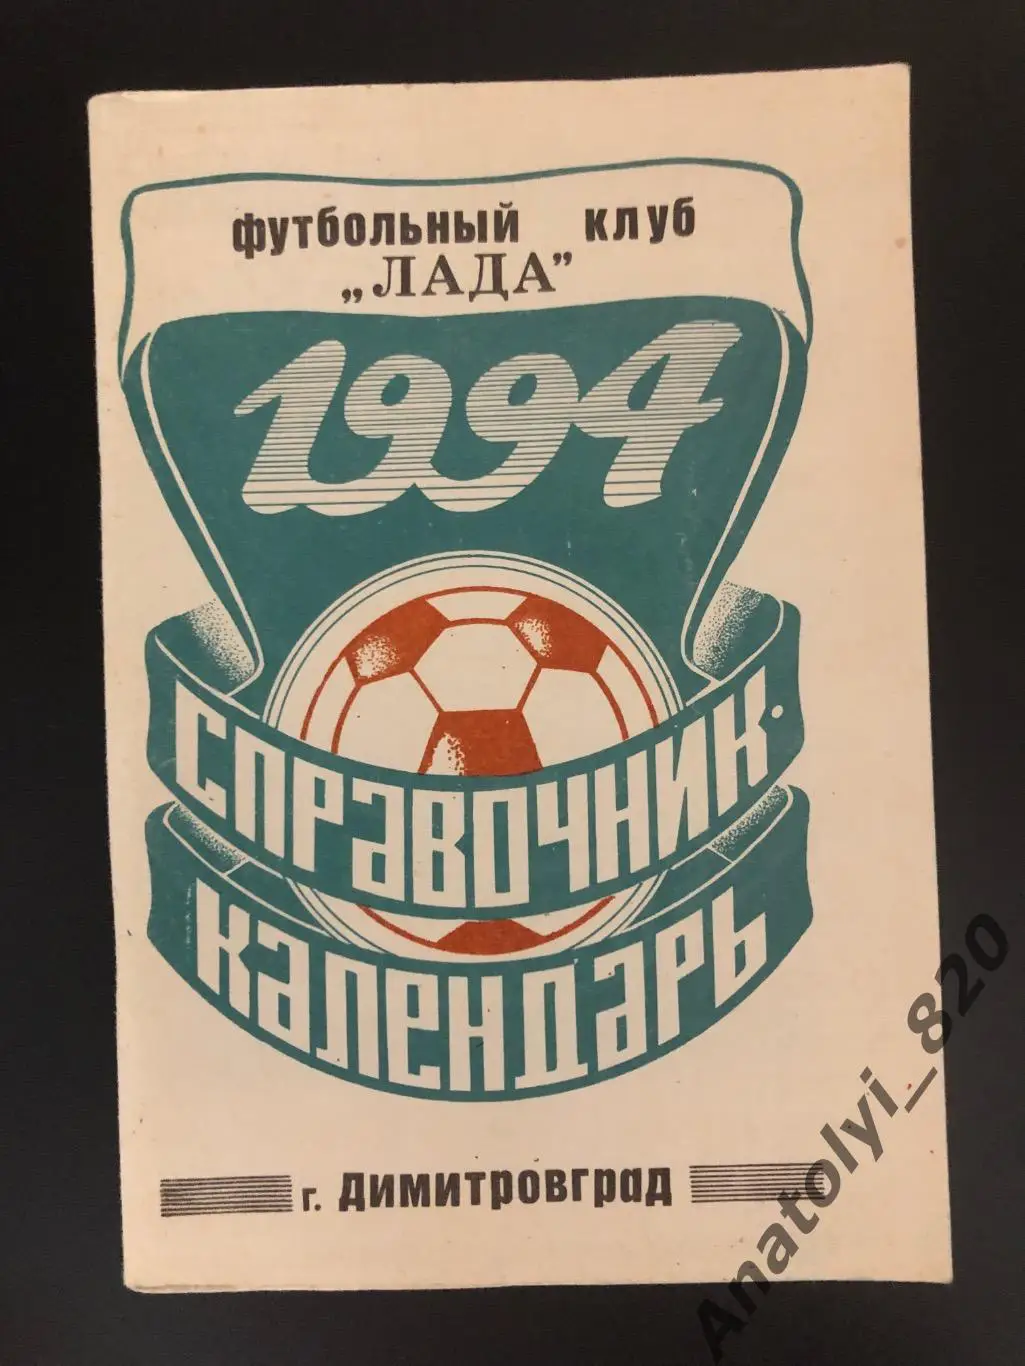 футбольный клуб
„ЛАДА”
1994
СПРАВОЧНИК.
КАЛЕНДАРЬ
г. Димитровград
Anatolyi_820